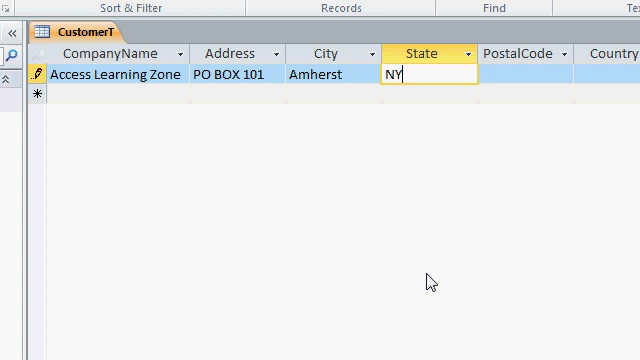 Sort & Filter Records Find
CustomerT
CompanyName Address City State PostalCode Country
Access Learning Zone PO BOX 101 Amherst NY